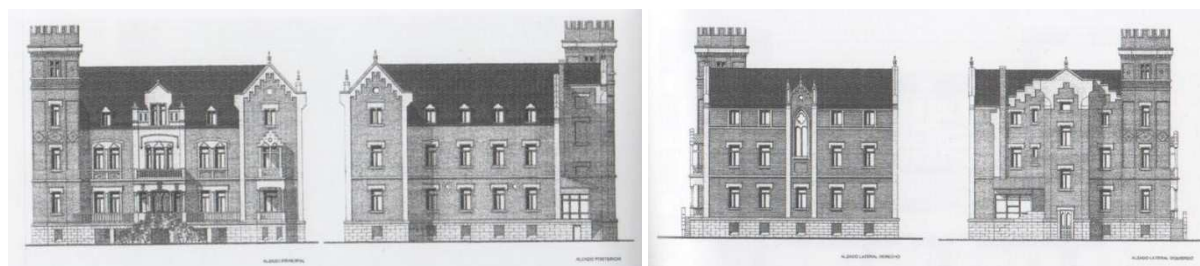 ALZADO PRINCIPAL
ALZADO POSTERIOR
ALZADO LATERAL DERECHO
ALZADO LATERAL IZQUIERDO